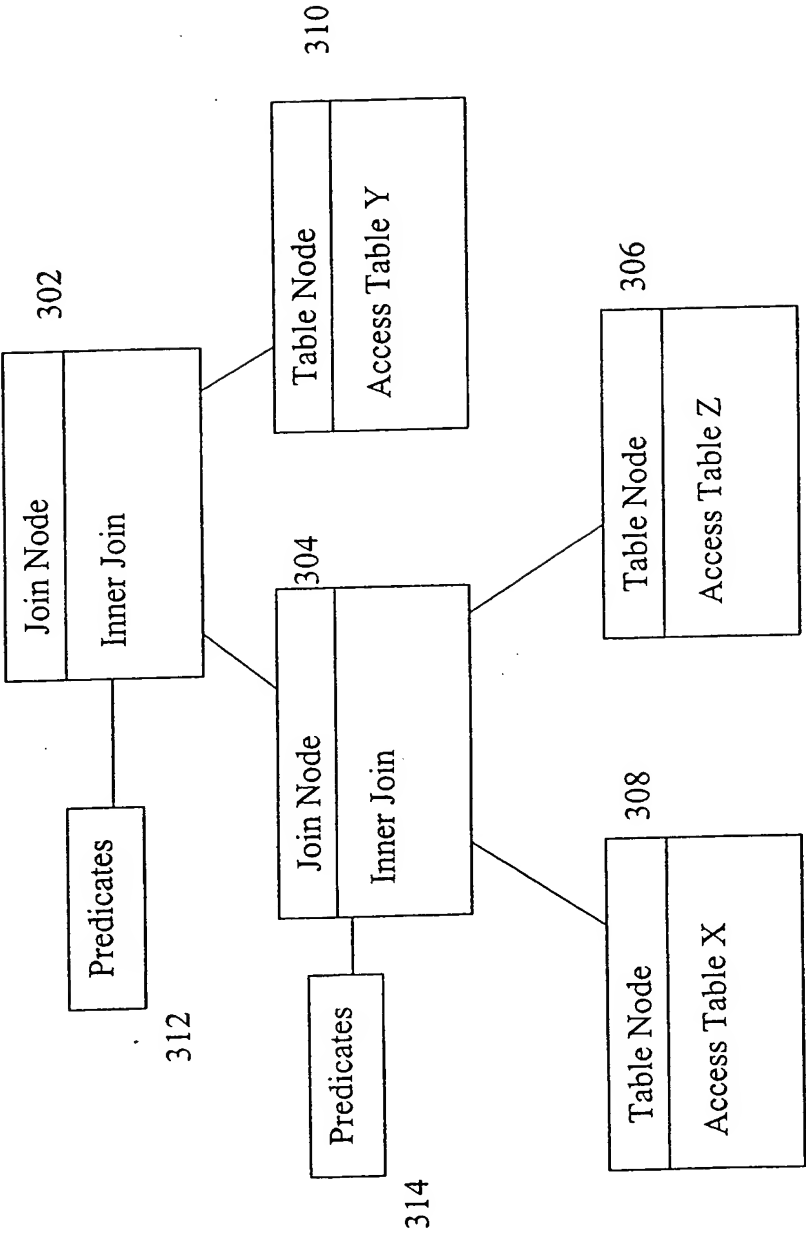 302
Join Node
Inner Join
Predicates
312
310
Table Node
Access Table Y
304
Join Node
Inner Join
Predicates
314
306
Table Node
Access Table Z
308
Table Node
Access Table X